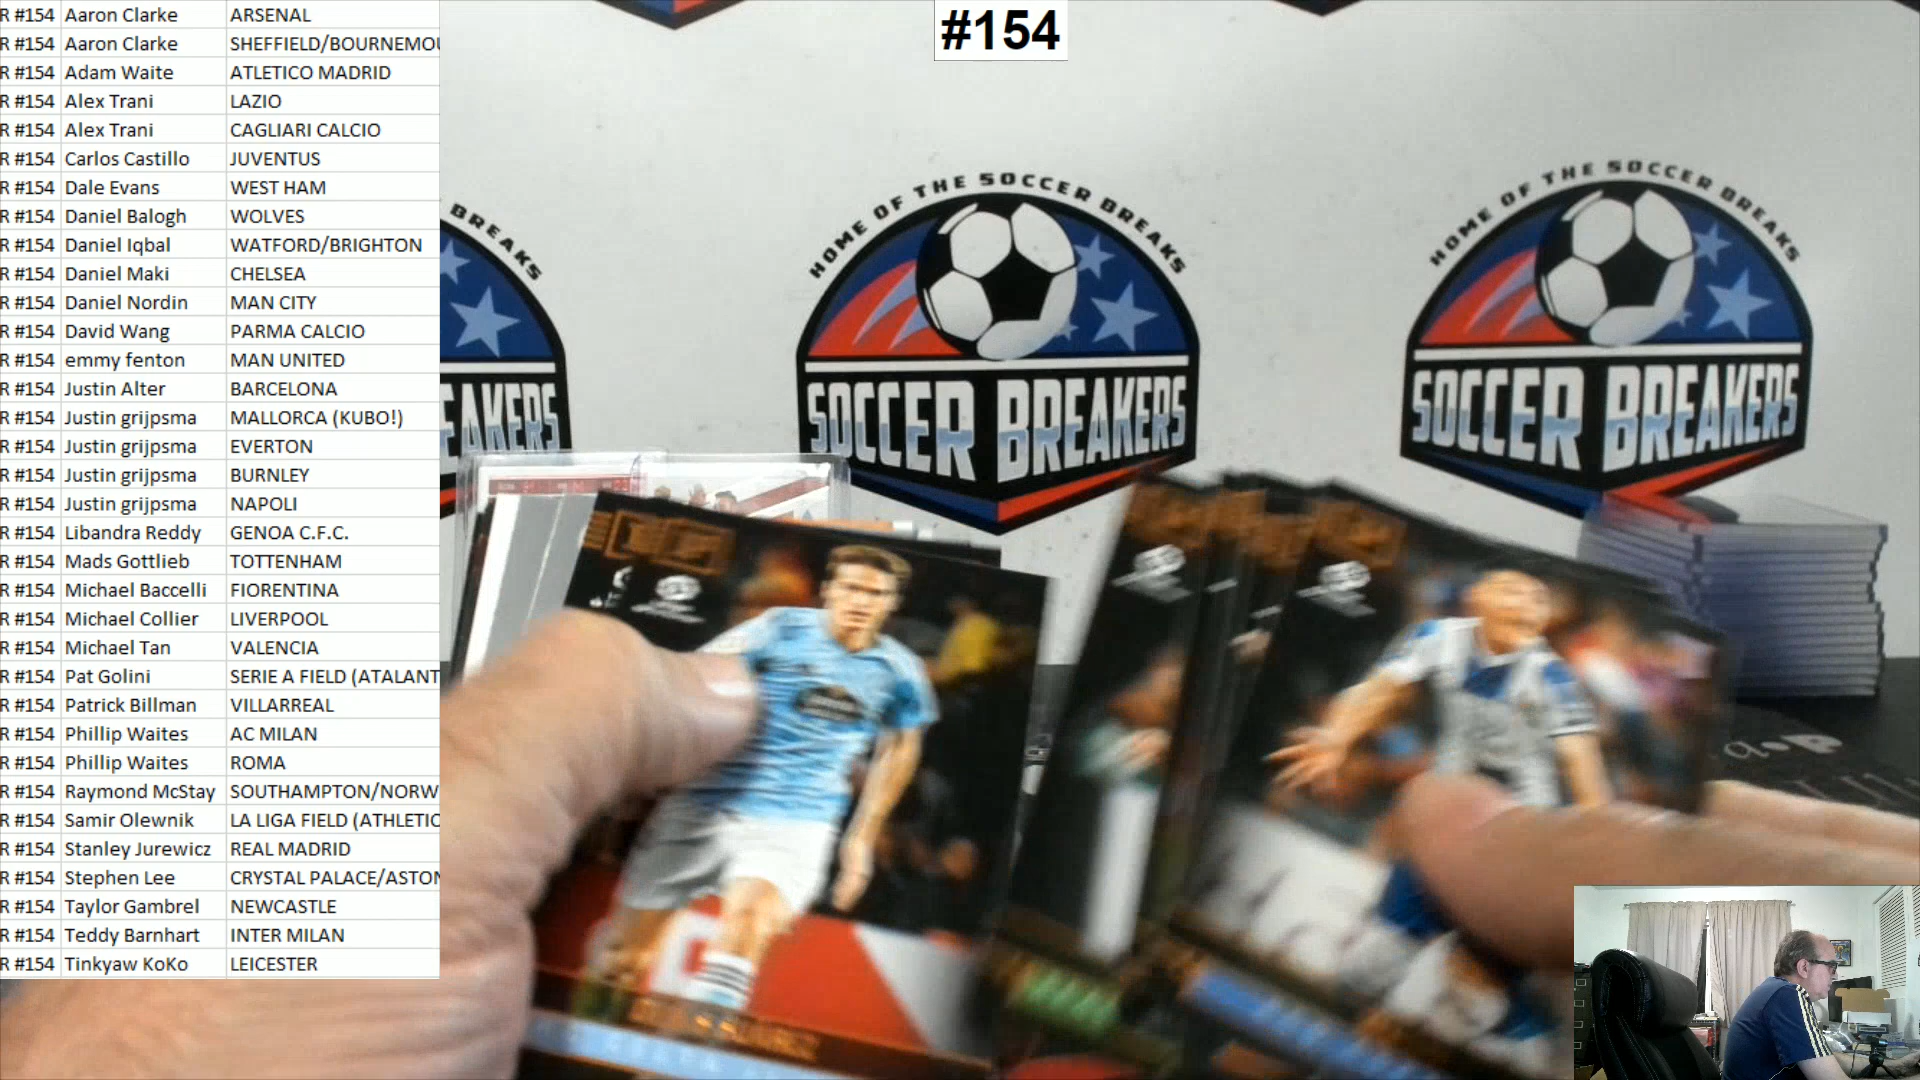 #154
R #154 Aaron Clarke ARSENAL
R #154 Aaron Clarke SHEFFIELD/BOURNEMOU
R #154 Adam Waite ATLETICO MADRID
R #154 Alex Trani LAZIO
R #154 Alex Trani CAGLIARI CALCIO
R #154 Carlos Castillo JUVENTUS
R #154 Dale Evans WEST HAM
R #154 Daniel Balogh WOLVES
R #154 Daniel Iqbal WATFORD/BRIGHTON
R #154 Daniel Maki CHELSEA
R #154 Daniel Nordin MAN CITY
R #154 David Wang PARMA CALCIO
R #154 emmy fenton MAN UNITED
R #154 Justin Alter BARCELONA
R #154 Justin grijpsma MALLORCA (KUBO!)
R #154 Justin grijpsma EVERTON
R #154 Justin grijpsma BURNLEY
R #154 Justin grijpsma NAPOLI
R #154 Libandra Reddy GENOA C.F.C.
R #154 Mads Gottlieb TOTTENHAM
R #154 Michael Baccelli FIORENTINA
R #154 Michael Collier LIVERPOOL
R #154 Michael Tan VALENCIA
R #154 Pat Golini SERIE A FIELD (ATALANT
R #154 Patrick Billman VILLARREAL
R #154 Phillip Waites AC MILAN
R #154 Phillip Waites ROMA
R #154 Raymond McStay SOUTHAMPTON/NORW
R #154 Samir Olewnik LA LIGA FIELD (ATHLETIC
R #154 Stanley Jurewicz REAL MADRID
R #154 Stephen Lee CRYSTAL PALACE/ASTON
R #154 Taylor Gambrel NEWCASTLE
R #154 Teddy Barnhart INTER MILAN
R #154 Tinkyaw KoKo LEICESTER
BREAKS
EAKERS
HOME OF THE SOCCER BREAKS
SOCCER BREAKERS
HOME OF THE SOCCER BREAKS
SOCCER BREAKERS